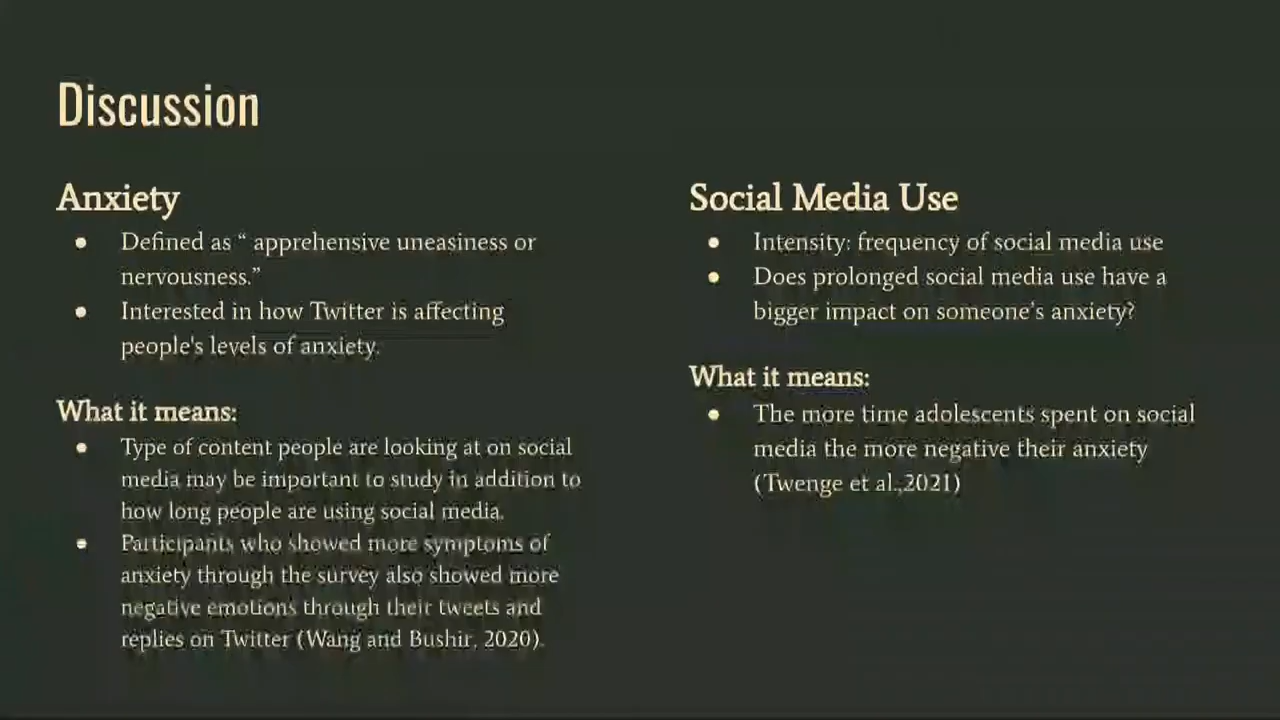 Discussion
Anxiety
● Defined as “ apprehensive uneasiness or
nervousness.”
● Interested in how Twitter is affecting
people's levels of anxiety.
What it means:
● Type of content people are looking at on social
media may be important to study in addition to
how long people are using social media.
● Participants who showed more symptoms of
anxiety through the survey also showed more
negative emotions through their tweets and
replies on Twitter (Wang and Bushir, 2020).
Social Media Use
● Intensity: frequency of social media use
● Does prolonged social media use have a
bigger impact on someone's anxiety?
What it means:
● The more time adolescents spent on social
media the more negative their anxiety
(Twenge et al.,2021)